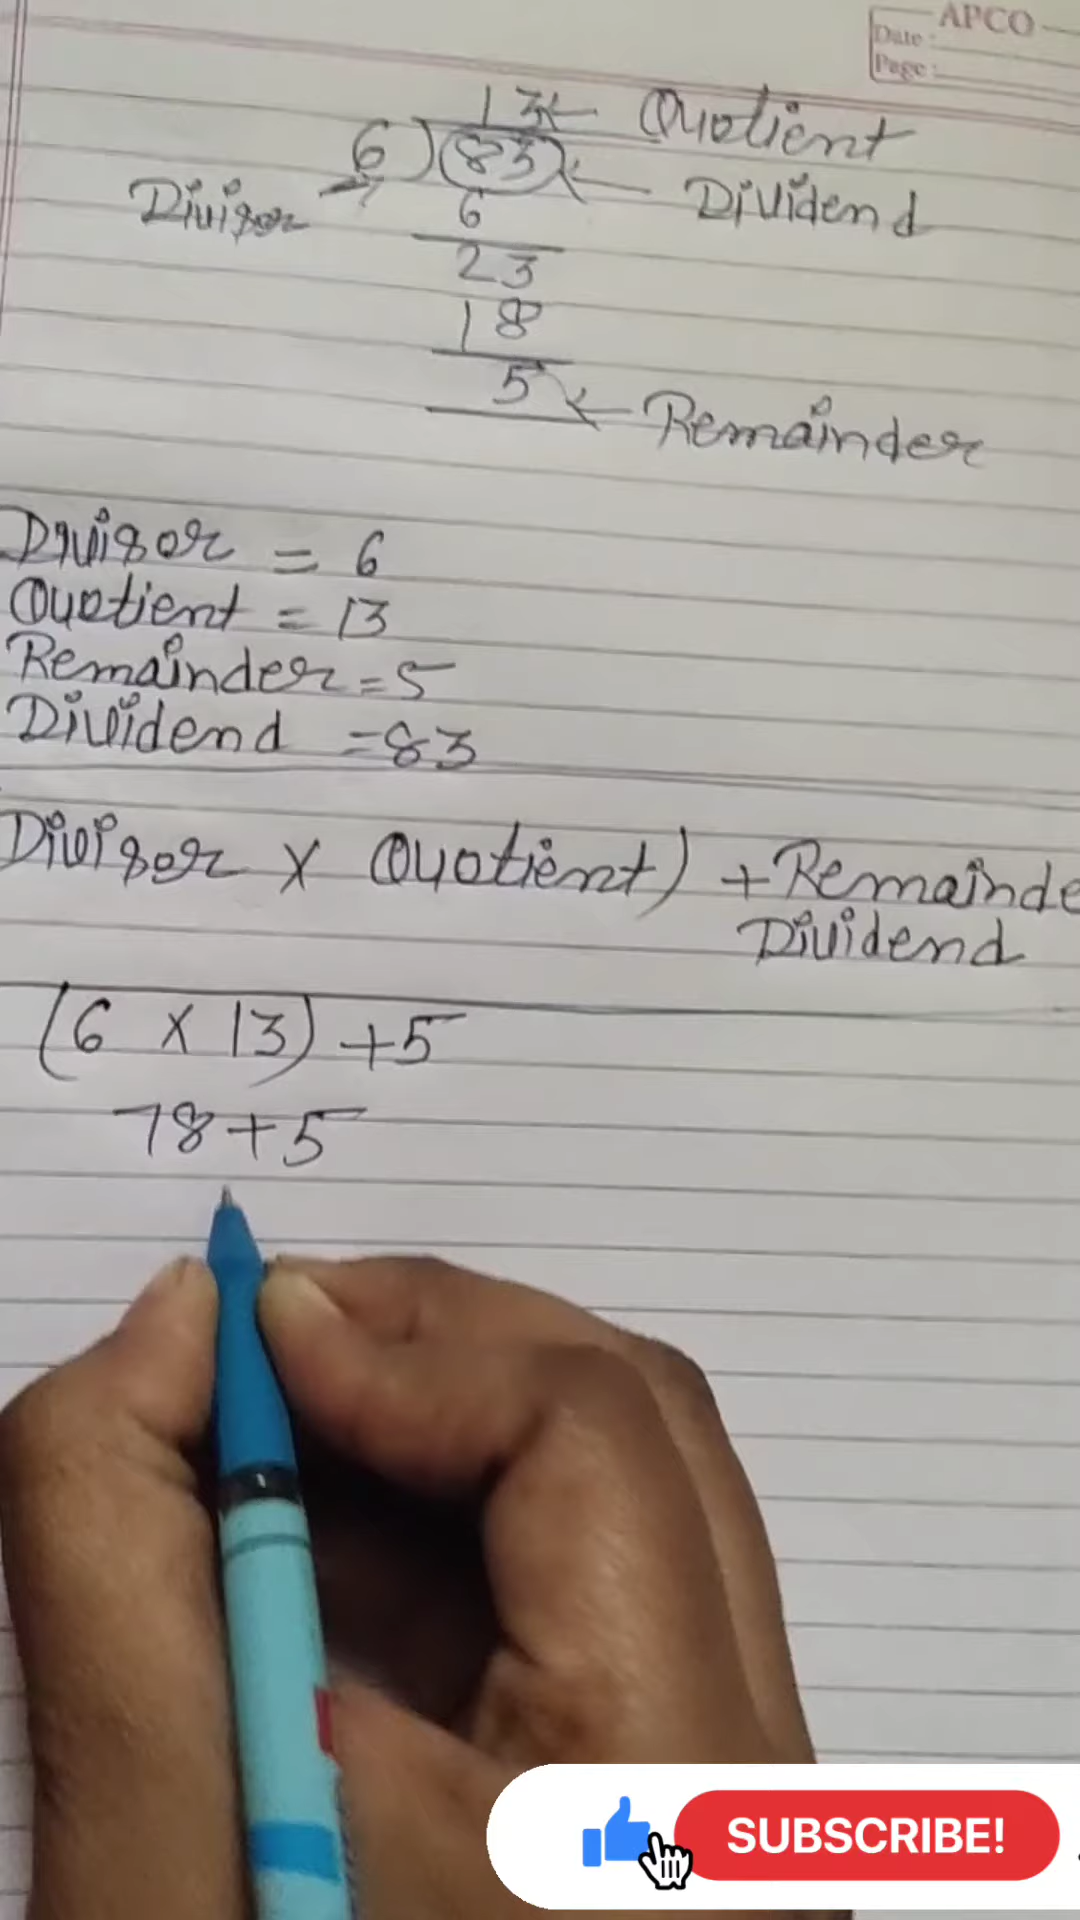 APCO
Date :
Page :
13 ← Quotient
6 ) 83 ← Dividend
Divisor →
6
23
18
5 ← Remainder
Divisor = 6
Quotient = 13
Remainder = 5
Dividend = 83
Divisor X Quotient) + Remainde
Dividend
(6 X 13) + 5
78 + 5
SUBSCRIBE!